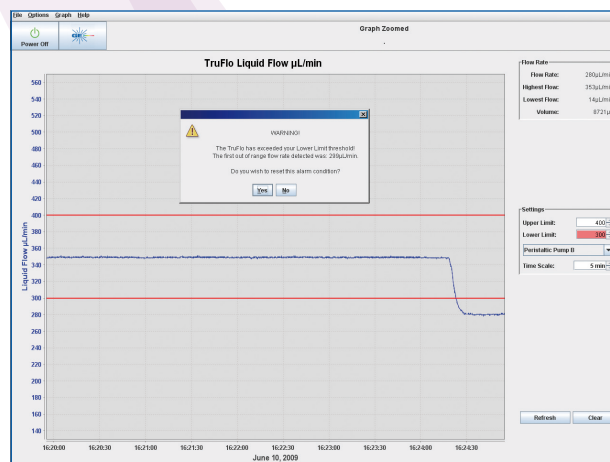 File Options Graph Help
Power Off
Graph Zoomed
TruFlo Liquid Flow µL/min
Liquid Flow µL/min
560
540
520
500
480
460
440
420
400
380
360
340
320
300
280
260
240
220
200
180
160
140
16:20:00 16:20:30 16:21:00 16:21:30 16:22:00 16:22:30 16:23:00 16:23:30 16:24:00 16:24:30
June 10, 2009
WARNING!
The TruFlo has exceeded your Lower Limit threshold!
The first out of range flow rate detected was: 299µL/min.
Do you wish to reset this alarm condition?
Yes No
Flow Rate
Flow Rate: 280µL/min
Highest Flow: 353µL/min
Lowest Flow: 14µL/min
Volume: 8721µ
Settings
Upper Limit: 400
Lower Limit: 300
Peristaltic Pump B
Time Scale: 5 min
Refresh Clear